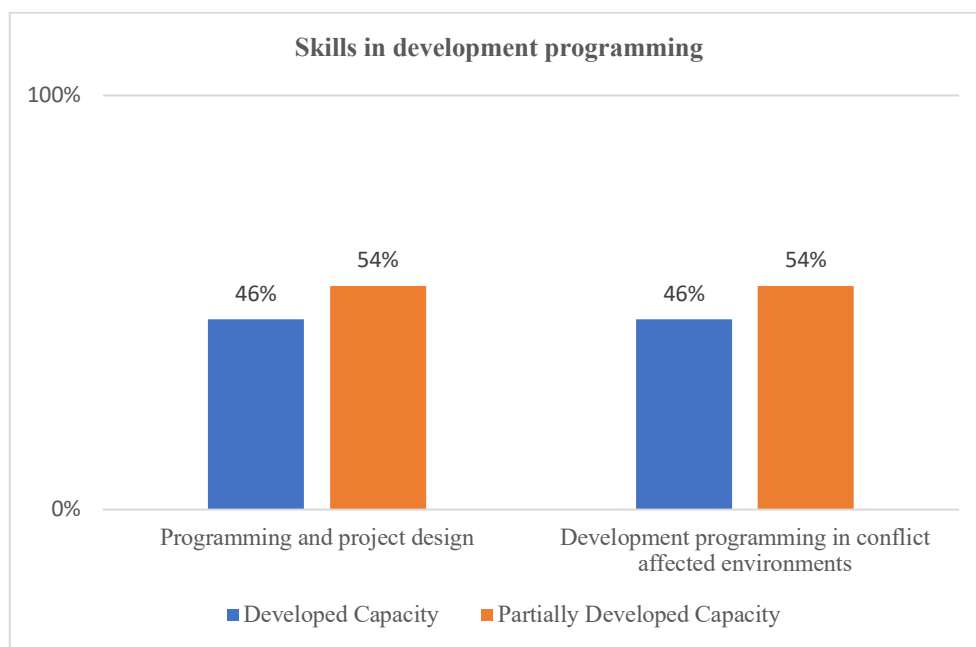 Skills in development programming
100%
54%
54%
46%
46%
0%
Programming and project design
Development programming in conflict
affected environments
Developed Capacity
Partially Developed Capacity